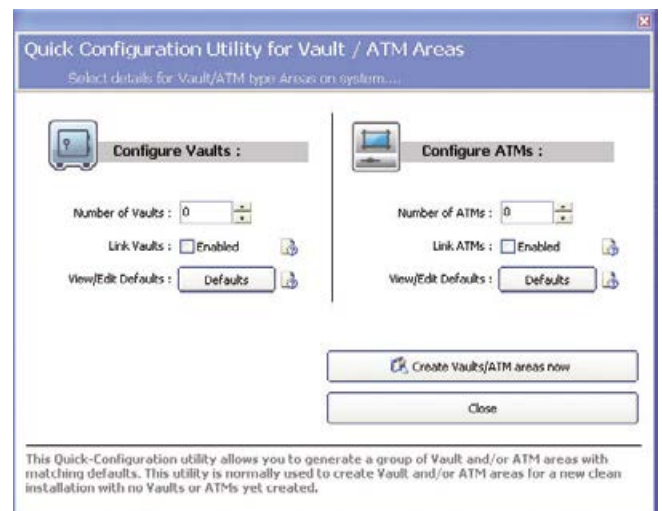 Quick Configuration Utility for Vault / ATM Areas
Select details for Vault/ATM type Areas on system....
Configure Vaults :
Number of Vaults : 0
Link Vaults : Enabled
View/Edit Defaults : Defaults
Configure ATMs :
Number of ATMs : 0
Link ATMs : Enabled
View/Edit Defaults : Defaults
Create Vaults/ATM areas now
Close
This Quick-Configuration utility allows you to generate a group of Vault and/or ATM areas with
matching defaults. This utility is normally used to create Vault and/or ATM areas for a new clean
installation with no Vaults or ATMs yet created.